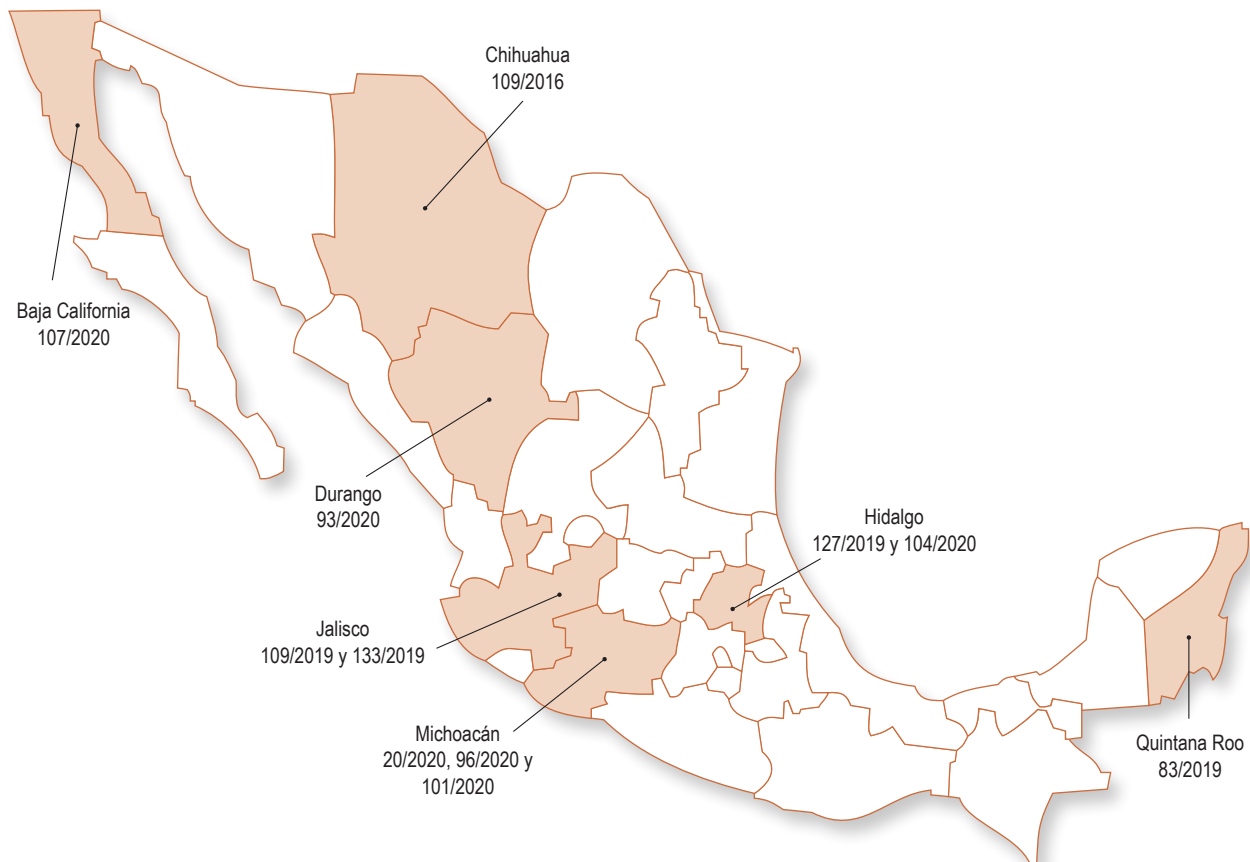 Chihuahua
109/2016
Baja California
107/2020
Durango
93/2020
Hidalgo
127/2019 y 104/2020
Jalisco
109/2019 y 133/2019
Michoacán
20/2020, 96/2020 y
101/2020
Quintana Roo
83/2019